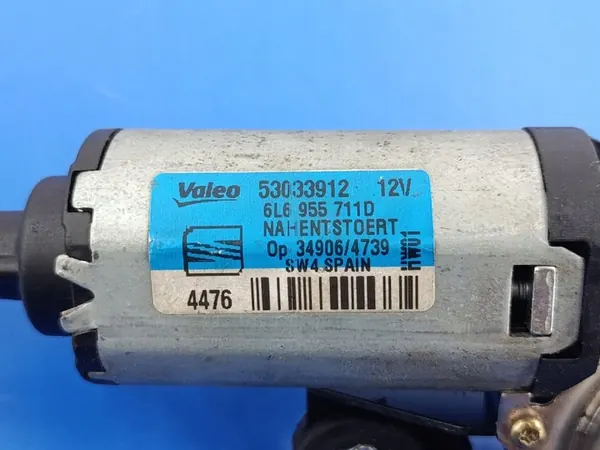 Valeo 53033912 12V
6L6 955 711D
NAHENTSTOERT
Op 34906/4739
SW4 SPAIN
HW01
4476